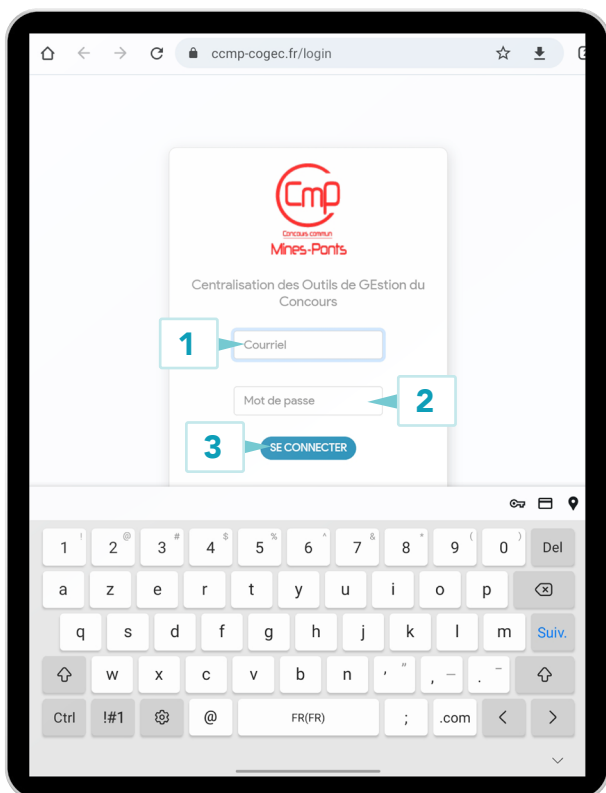 ccmp-cogec.fr/login
Cmp
Concours commun
Mines-Ponts
Centralisation des Outils de GEstion du
Concours
1 Courriel
Mot de passe 2
3 SE CONNECTER
1 ! 2 @ 3 # 4 $ 5 % 6 ^ 7 & 8 * 9 ( 0 ) Del
a z e r t y u i o p
q s d f g h j k l m Suiv.
w x c v b n ' " , — . –
Ctrl !#1 @ FR(FR) ; .com < >